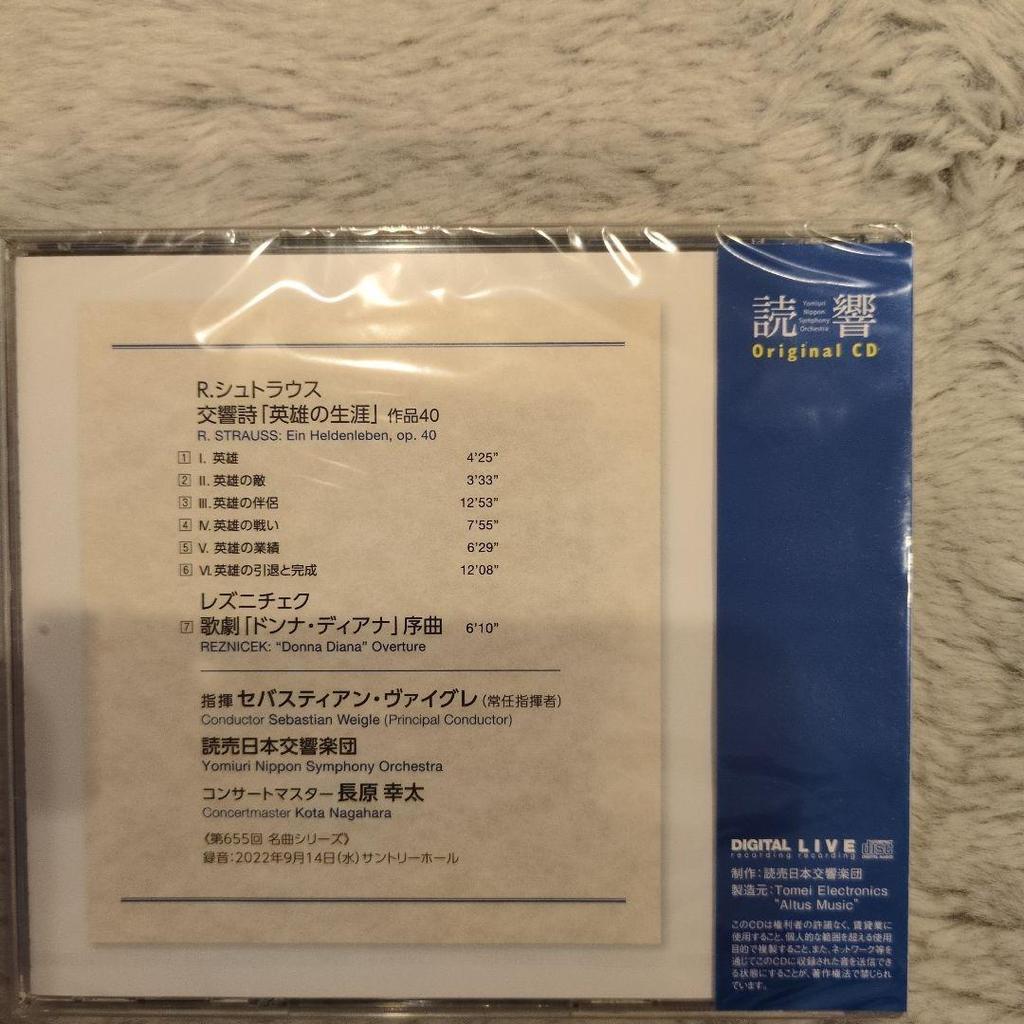 R.シュトラウス
交響詩「英雄の生涯」 作品40
R. STRAUSS: Ein Heldenleben, op. 40
1 I. 英雄 4'25"
2 II. 英雄の敵 3'33"
3 III. 英雄の伴侶 12'53"
4 IV. 英雄の戦い 7'55"
5 V. 英雄の業績 6'29"
6 VI. 英雄の引退と完成 12'08"
レズニチェク
7 歌劇「ドンナ・ディアナ」序曲 6'10"
REZNICEK: "Donna Diana" Overture
指揮 セバスティアン・ヴァイグレ (常任指揮者)
Conductor Sebastian Weigle (Principal Conductor)
読売日本交響楽団
Yomiuri Nippon Symphony Orchestra
コンサートマスター 長原 幸太
Concertmaster Kota Nagahara
《第655回 名曲シリーズ》
録音：2022年9月14日(水) サントリーホール
読響
Yomiuri
Nippon
Symphony
Orchestra
Original CD
DIGITAL LIVE disc
recording recording DIGITAL AUDIO
制作：読売日本交響楽団
製造元：Tomei Electronics
"Altus Music"
このCDは権利者の許諾なく、賃貸業に
使用すること、個人的な範囲を超える使用
目的で複製すること、また、ネットワーク等を
通じてこのCDに収録された音を送信でき
る状態にすることが、著作権法で禁じられ
ています。